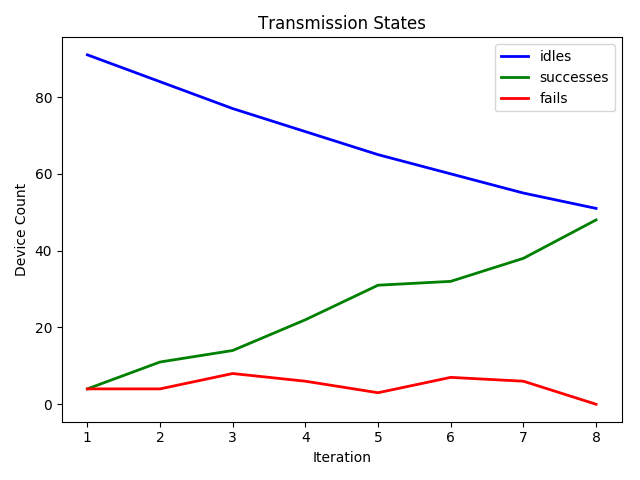 Transmission States
idles
successes
fails
Device Count
80
60
40
20
0
1 2 3 4 5 6 7 8
Iteration